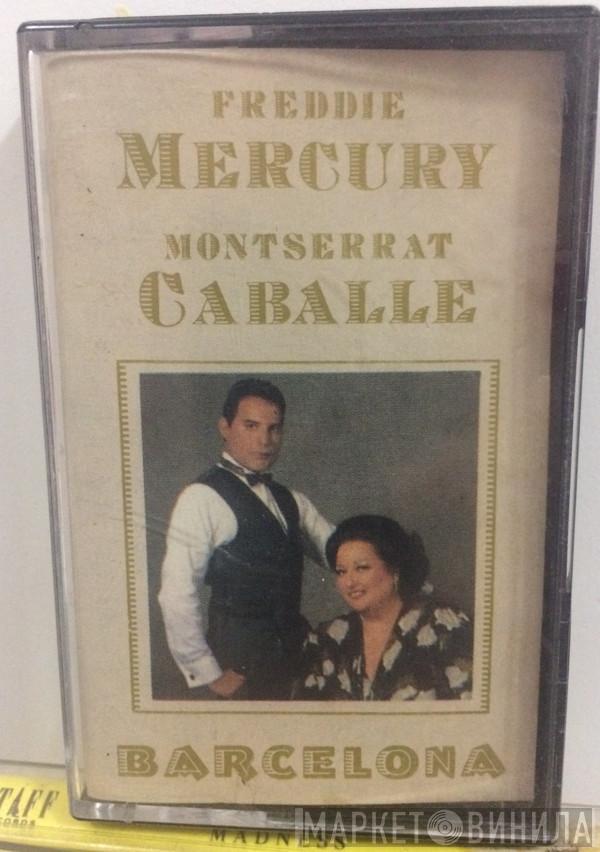 FREDDIE
MERCURY
MONTSERRAT
CABALLE
BARCELONA
TAFF
MADNESS
МАРКЕТ ВИНИЛА